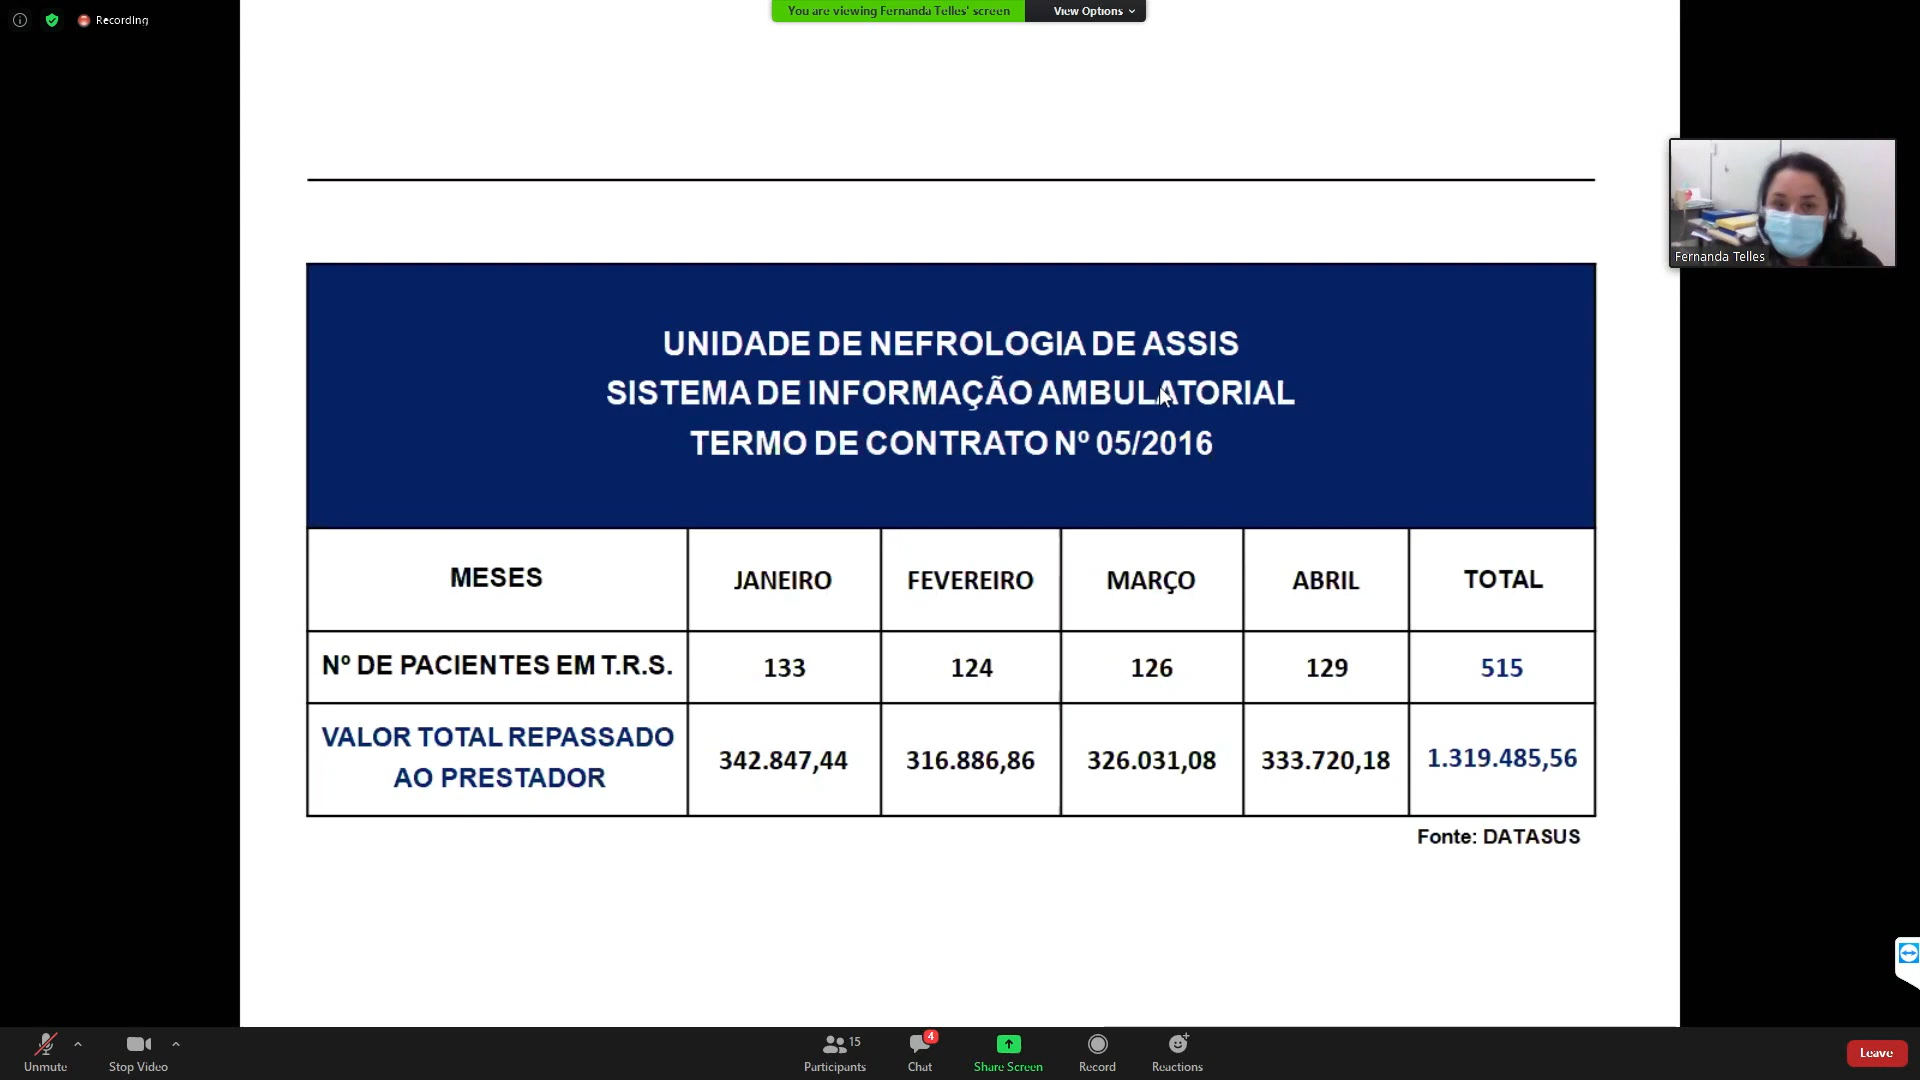 Recording
You are viewing Fernanda Telles' screen
View Options
Fernanda Telles
UNIDADE DE NEFROLOGIA DE ASSIS
SISTEMA DE INFORMAÇÃO AMBULATORIAL
TERMO DE CONTRATO Nº 05/2016
MESES JANEIRO FEVEREIRO MARÇO ABRIL TOTAL
Nº DE PACIENTES EM T.R.S. 133 124 126 129 515
VALOR TOTAL REPASSADO
AO PRESTADOR 342.847,44 316.886,86 326.031,08 333.720,18 1.319.485,56
Fonte: DATASUS
15
4
Unmute Stop Video Participants Chat Share Screen Record Reactions Leave